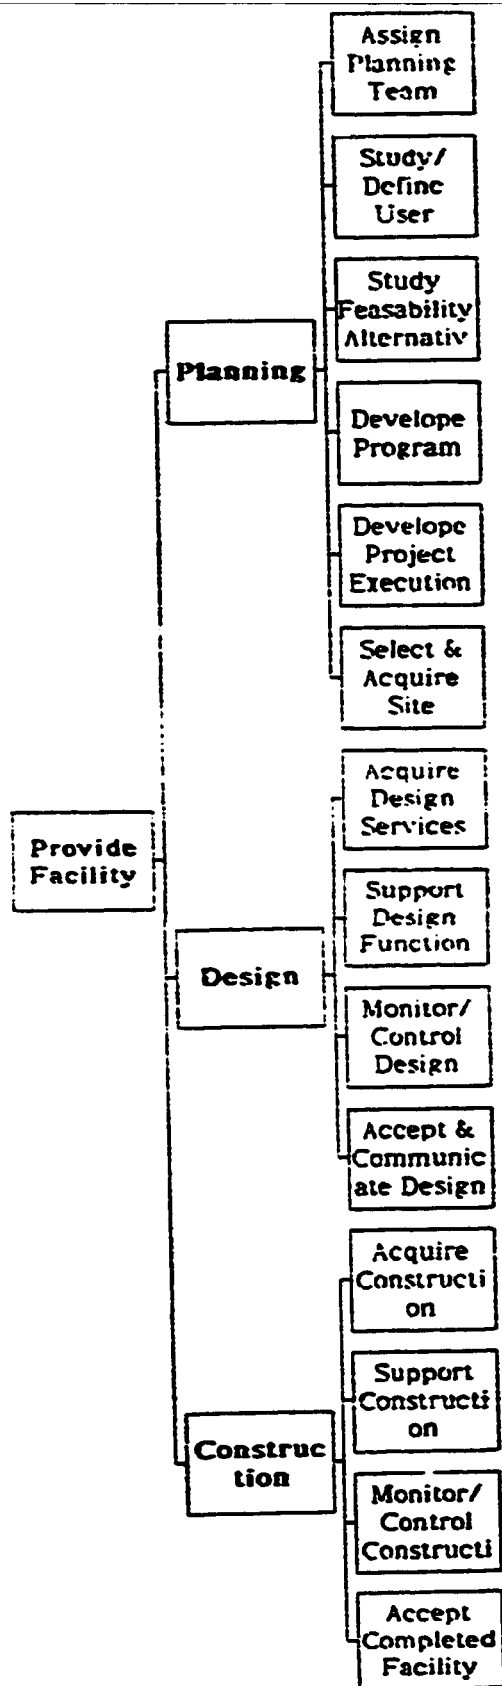 Assign
Planning
Team
Study/
Define
User
Study
Feasability
Alternativ
Planning
Develope
Program
Develope
Project
Execution
Select &
Acquire
Site
Acquire
Design
Services
Provide
Facility
Support
Design
Function
Design
Monitor/
Control
Design
Accept &
Communic
ate Design
Acquire
Constructi
on
Support
Constructi
on
Construc
tion
Monitor/
Control
Constructi
Accept
Completed
Facility